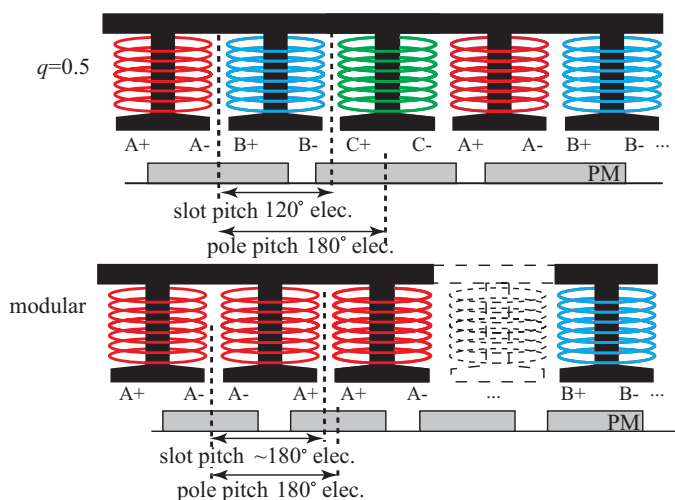 q=0.5
A+ A- B+ B- C+ C- A+ A- B+ B- ...
PM
slot pitch 120° elec.
pole pitch 180° elec.
modular
A+ A- A- A+ A+ A- ... B+ B- ...
PM
slot pitch ~180° elec.
pole pitch 180° elec.